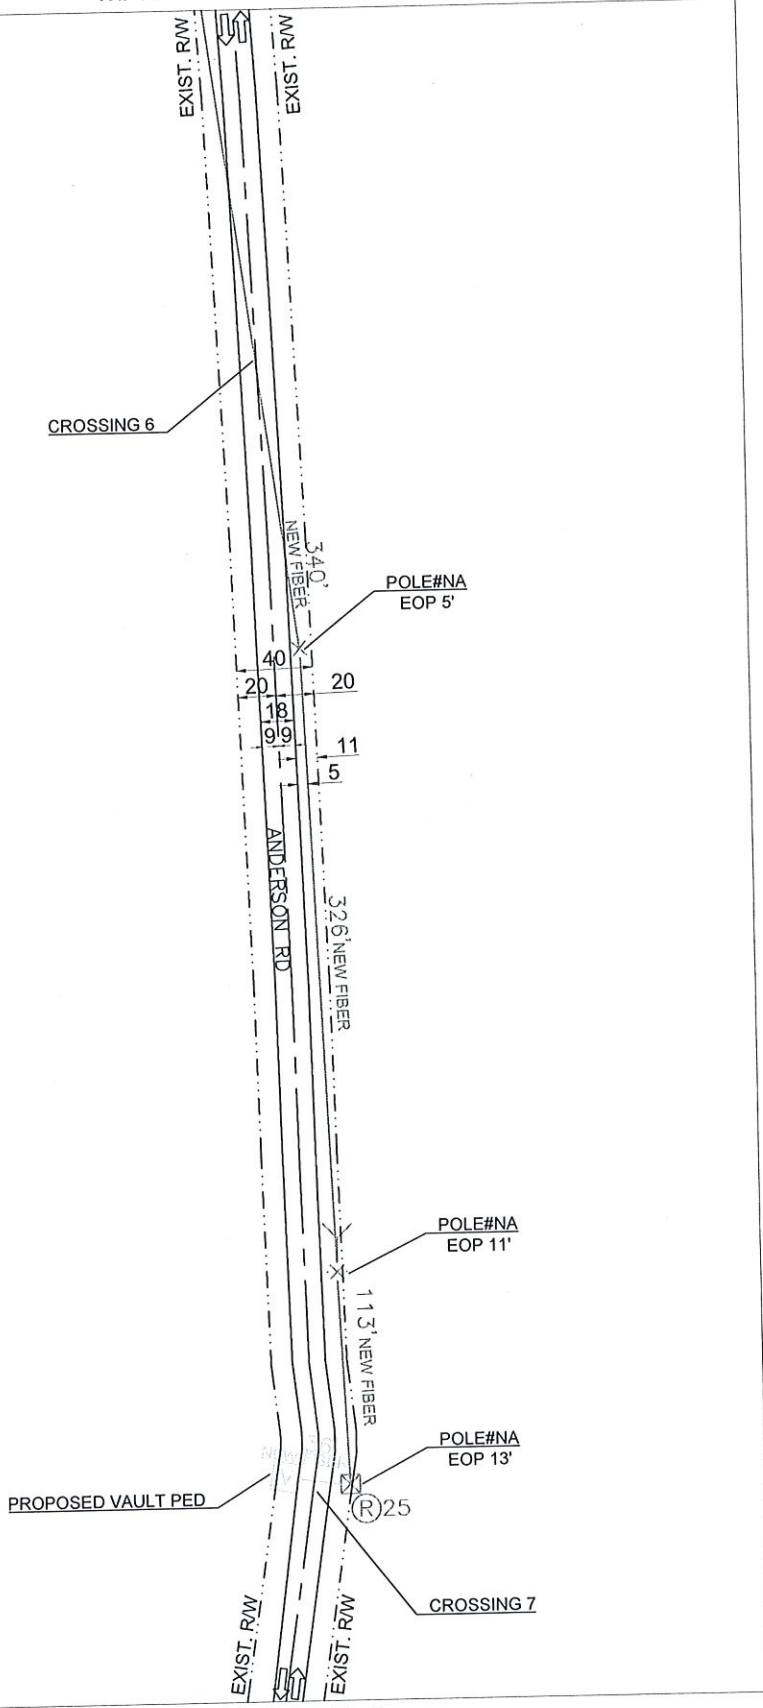 EXIST. R/W
EXIST. R/W
CROSSING 6
340'
NEW FIBER
POLE#NA
EOP 5'
40
20
20
18
9
9
11
5
ANDERSON RD
326' NEW FIBER
POLE#NA
EOP 11'
113' NEW FIBER
POLE#NA
EOP 13'
NEW FIBER
V
PROPOSED VAULT PED
R 25
CROSSING 7
EXIST. R/W
EXIST. R/W